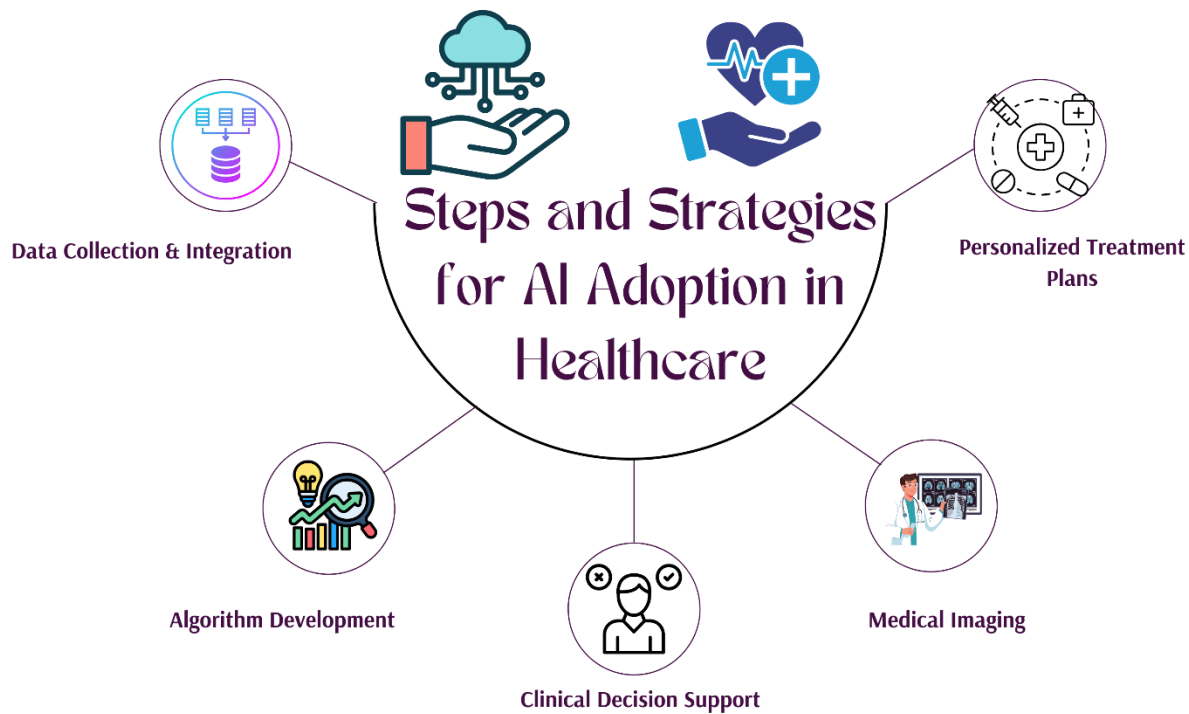 Steps and Strategies
for AI Adoption in
Healthcare
Data Collection & Integration
Algorithm Development
Clinical Decision Support
Medical Imaging
Personalized Treatment
Plans